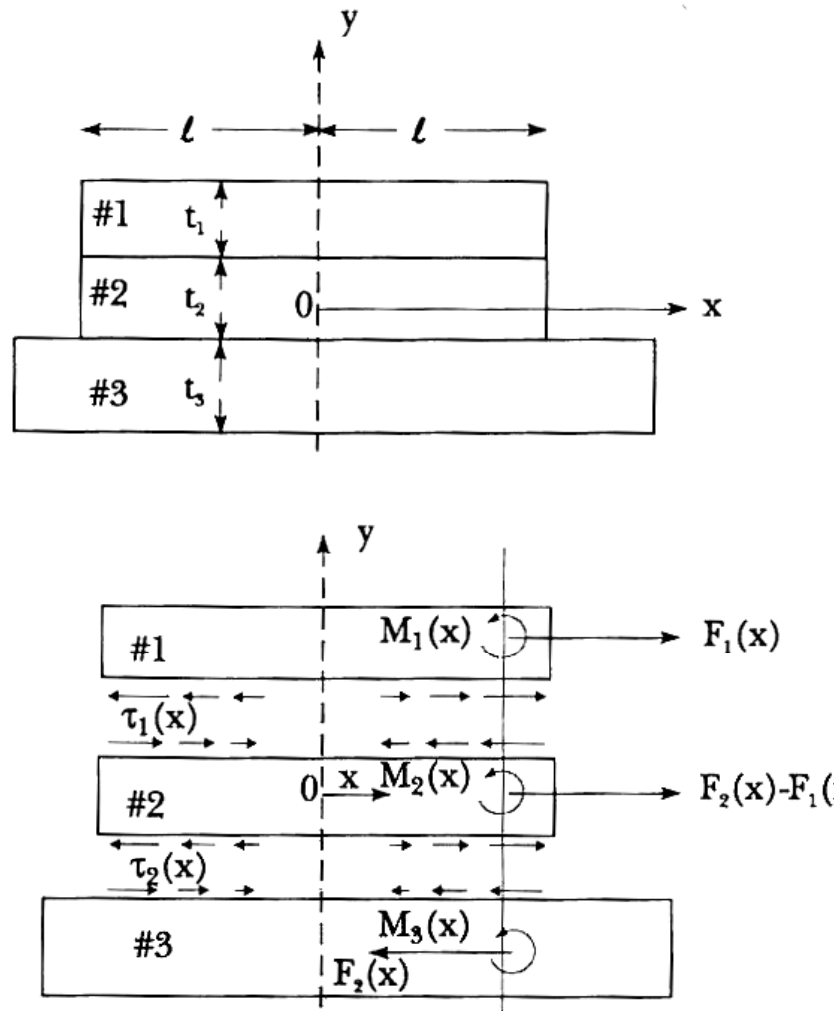 y
ℓ ℓ
#1 t₁
#2 t₂ 0 x
#3 t₃
y
M₁(x) F₁(x)
#1
τ₁(x)
0 x M₂(x) F₂(x)-F₁(
#2
τ₂(x)
#3 M₃(x)
F₂(x)